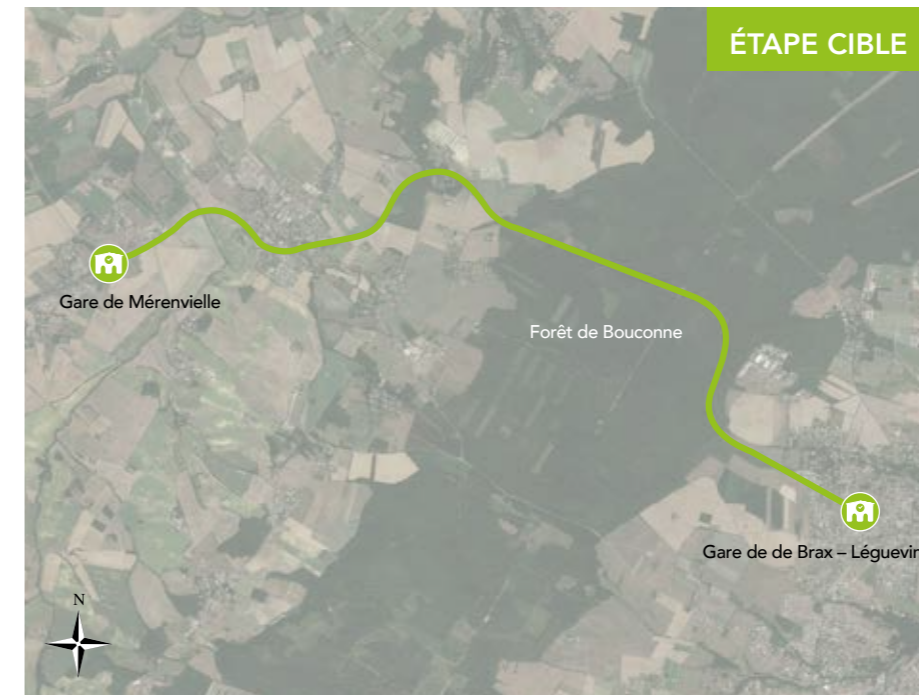 ÉTAPE CIBLE
Gare de Mérenvielle
Forêt de Bouconne
Gare de de Brax – Léguevin
N